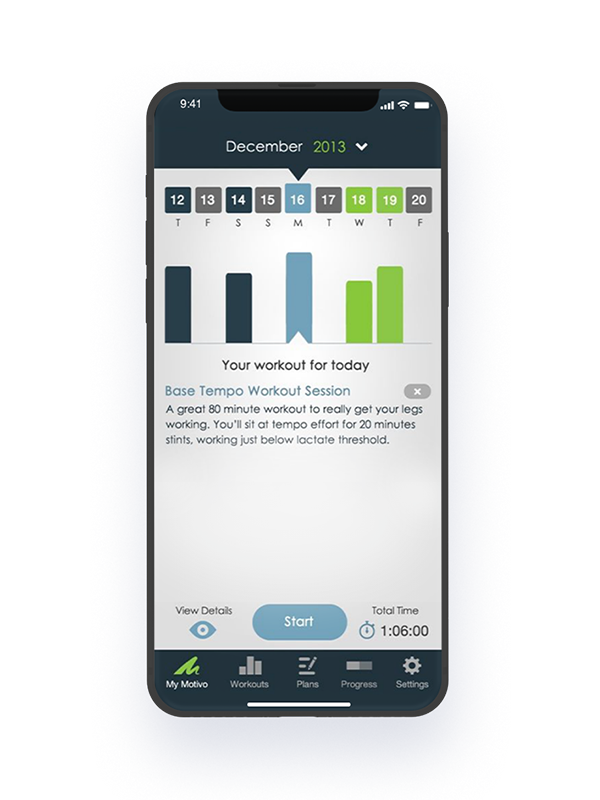 9:41
December 2013
12 13 14 15 16 17 18 19 20
T F S S M T W T F
Your workout for today
Base Tempo Workout Session
A great 80 minute workout to really get your legs
working. You'll sit at tempo effort for 20 minutes
stints, working just below lactate threshold.
View Details
Start
Total Time
1:06:00
My Motivo Workouts Plans Progress Settings